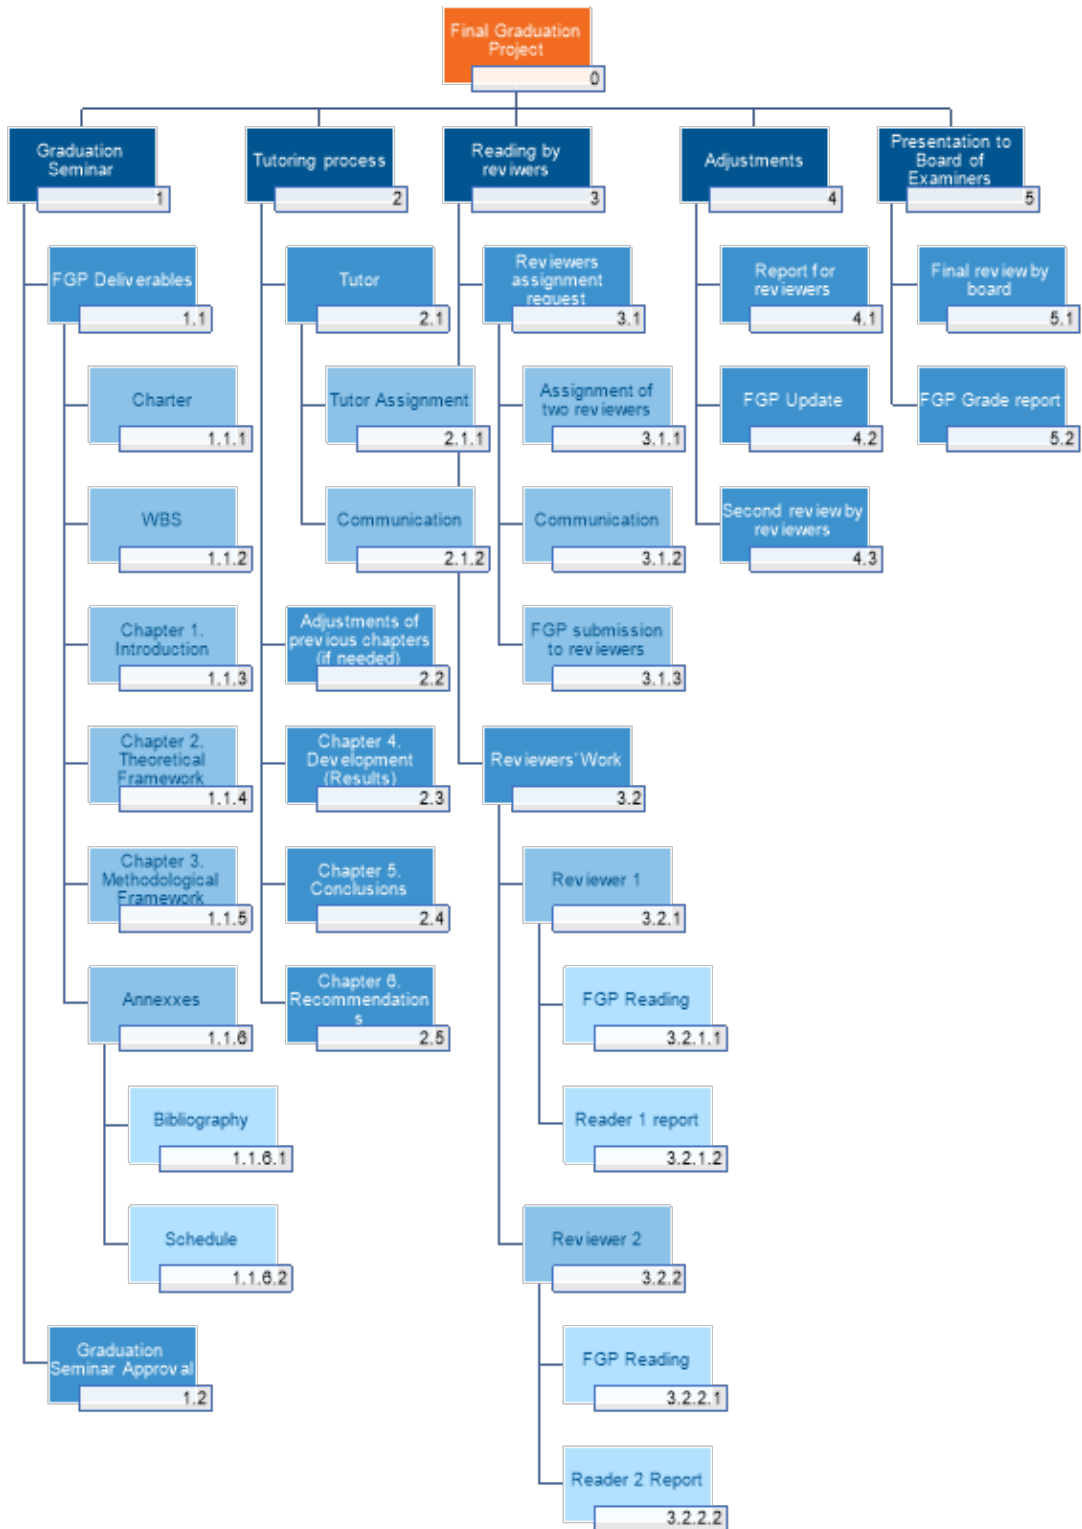 Final Graduation
Project
0
Graduation
Seminar
1
Tutoring process
2
Reading by
reviwers
3
Adjustments
4
Presentation to
Board of
Examiners
5
FGP Deliverables
1.1
Charter
1.1.1
WBS
1.1.2
Chapter 1.
Introduction
1.1.3
Chapter 2.
Theoretical
Framework
1.1.4
Chapter 3.
Methodological
Framework
1.1.5
Annexxes
1.1.6
Bibliography
1.1.6.1
Schedule
1.1.6.2
Graduation
Seminar Approval
1.2
Tutor
2.1
Tutor Assignment
2.1.1
Communication
2.1.2
Adjustments of
previous chapters
(if needed)
2.2
Chapter 4.
Development
(Results)
2.3
Chapter 5.
Conclusions
2.4
Chapter 6.
Recommendation
s
2.5
Reviewers
assignment
request
3.1
Assignment of
two reviewers
3.1.1
Communication
3.1.2
FGP submission
to reviewers
3.1.3
Reviewers' Work
3.2
Reviewer 1
3.2.1
FGP Reading
3.2.1.1
Reader 1 report
3.2.1.2
Reviewer 2
3.2.2
FGP Reading
3.2.2.1
Reader 2 Report
3.2.2.2
Report for
reviewers
4.1
FGP Update
4.2
Second review by
reviewers
4.3
Final review by
board
5.1
FGP Grade report
5.2